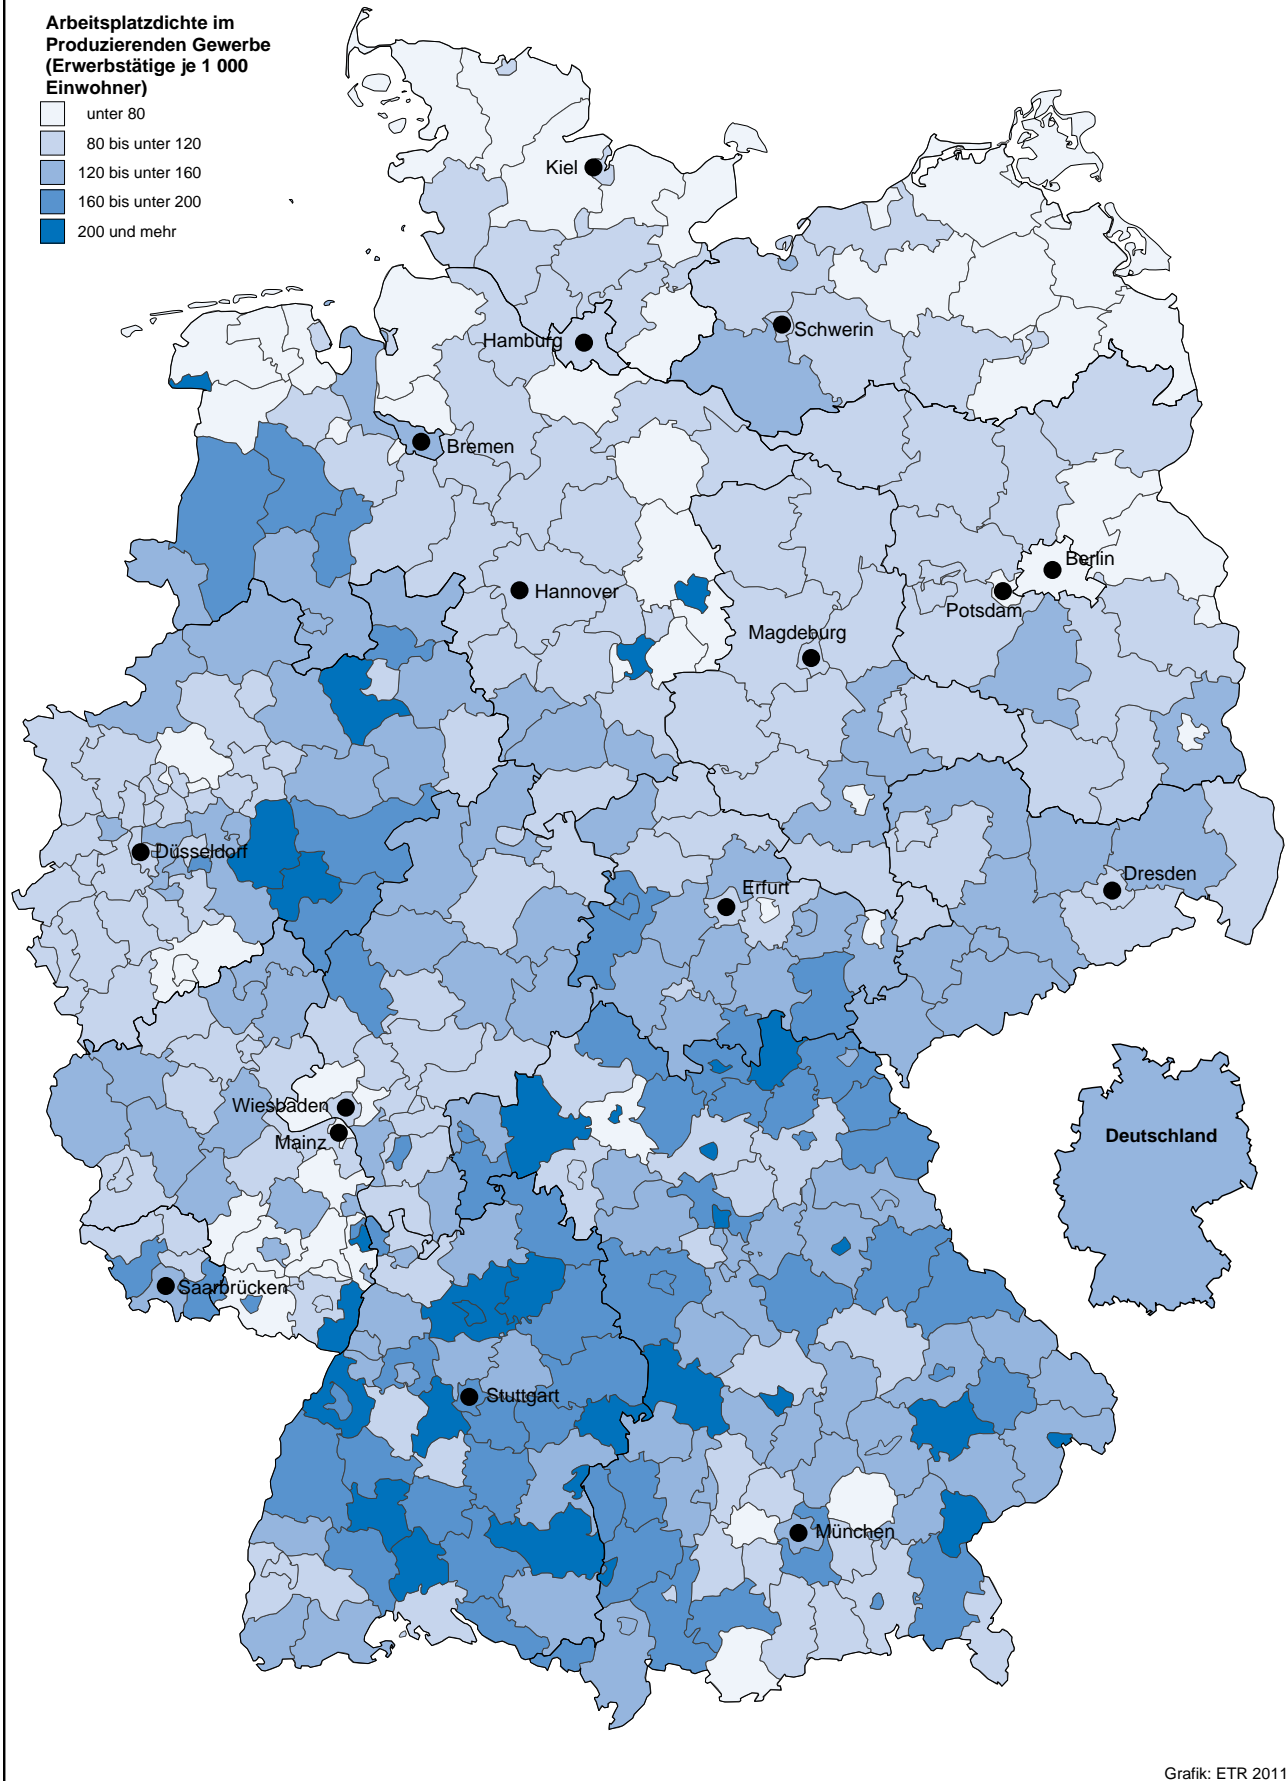 Arbeitsplatzdichte im
Produzierenden Gewerbe
(Erwerbstätige je 1 000
Einwohner)
unter 80
80 bis unter 120
120 bis unter 160
160 bis unter 200
200 und mehr
Kiel
Schwerin
Hamburg
Bremen
Berlin
Hannover
Potsdam
Magdeburg
Düsseldorf
Dresden
Erfurt
Wiesbaden
Mainz
Deutschland
Saarbrücken
Stuttgart
München
Grafik: ETR 2011